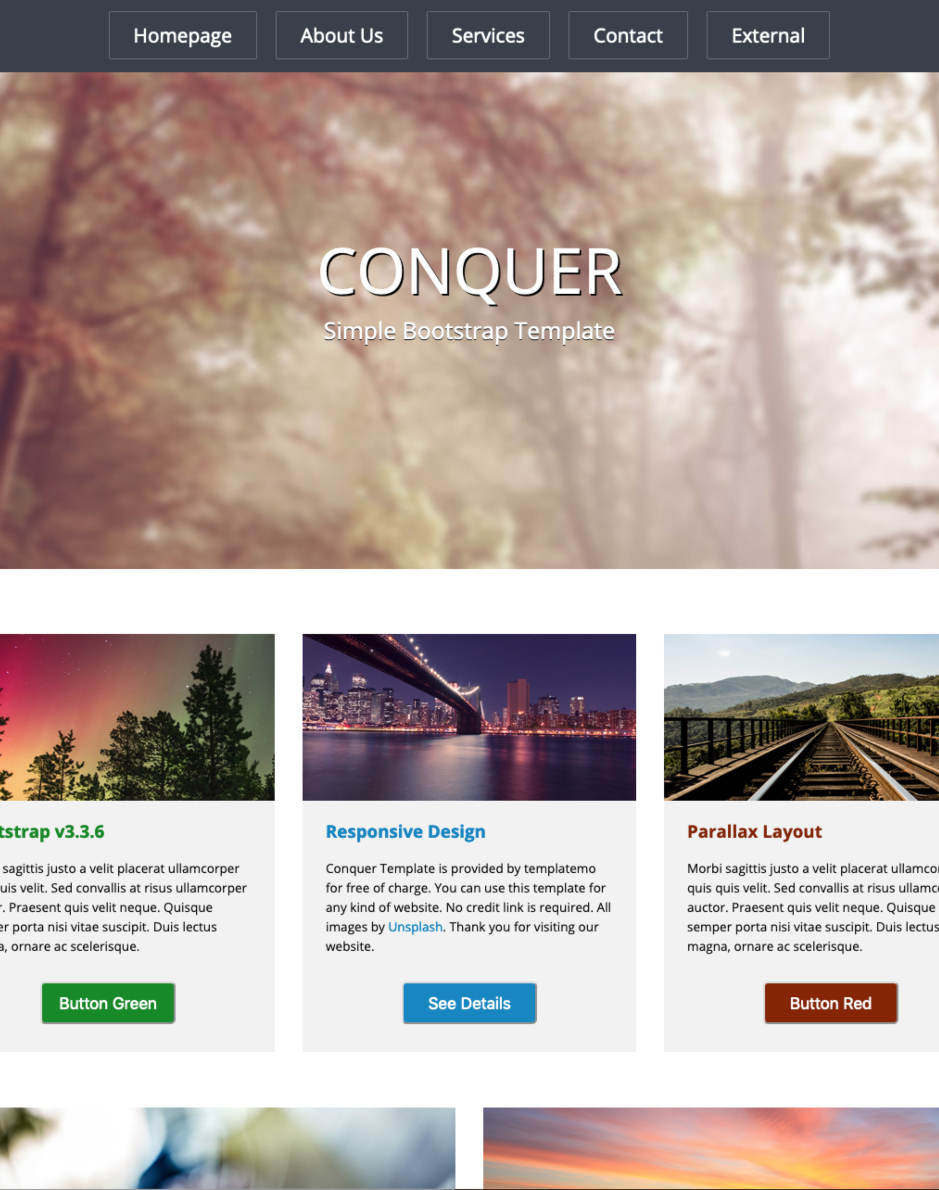 Homepage
About Us
Services
Contact
External
CONQUER
Simple Bootstrap Template
tstrap v3.3.6
sagittis justo a velit placerat ullamcorper
uis velit. Sed convallis at risus ullamcorper
. Praesent quis velit neque. Quisque
er porta nisi vitae suscipit. Duis lectus
a, ornare ac scelerisque.
Button Green
Responsive Design
Conquer Template is provided by templatemo
for free of charge. You can use this template for
any kind of website. No credit link is required. All
images by Unsplash. Thank you for visiting our
website.
See Details
Parallax Layout
Morbi sagittis justo a velit placerat ullamcor
quis quis velit. Sed convallis at risus ullamc
auctor. Praesent quis velit neque. Quisque
semper porta nisi vitae suscipit. Duis lectus
magna, ornare ac scelerisque.
Button Red